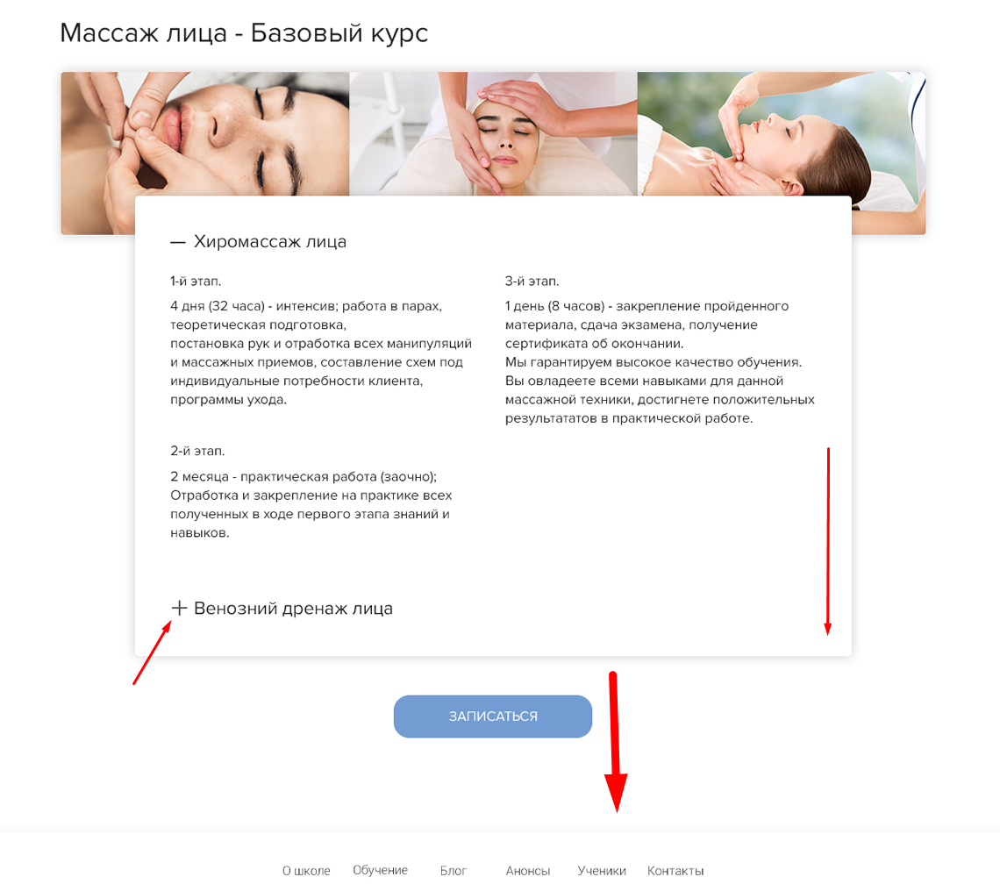 Массаж лица - Базовый курс
— Хиромассаж лица
1-й этап.
4 дня (32 часа) - интенсив; работа в парах,
теоретическая подготовка,
постановка рук и отработка всех манипуляций
и массажных приемов, составление схем под
индивидуальные потребности клиента,
программы ухода.
2-й этап.
2 месяца - практическая работа (заочно);
Отработка и закрепление на практике всех
полученных в ходе первого этапа знаний и
навыков.
3-й этап.
1 день (8 часов) - закрепление пройденного
материала, сдача экзамена, получение
сертификата об окончании.
Мы гарантируем высокое качество обучения.
Вы овладеете всеми навыками для данной
массажной техники, достигнете положительных
результататов в практической работе.
+ Венозний дренаж лица
ЗАПИСАТЬСЯ
О школе Обучение Блог Анонсы Ученики Контакты